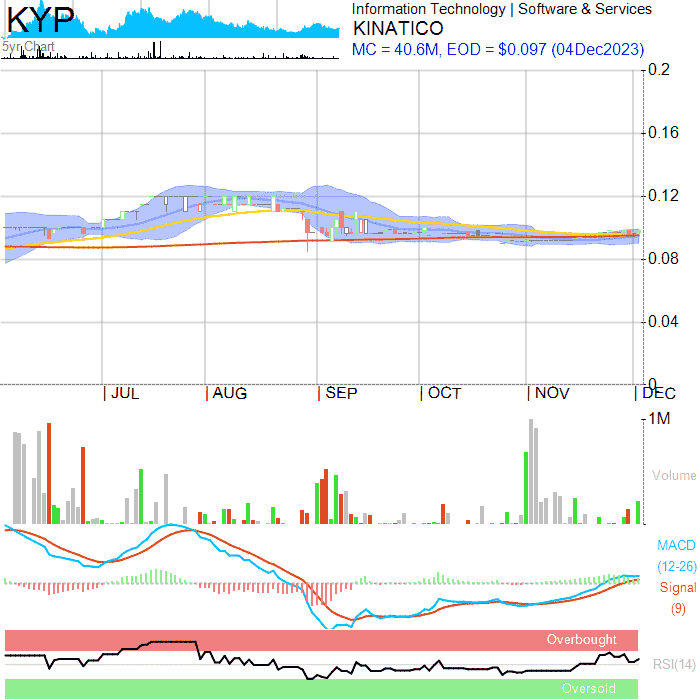 KYP
5yr Chart
Information Technology | Software & Services
KINATICO
MC = 40.6M, EOD = $0.097 (04Dec2023)
0.2
0.16
0.12
0.08
0.04
0
JUL AUG SEP OCT NOV DEC
1M
Volume
MACD
(12-26)
Signal
(9)
Overbought
RSI(14)
Oversold